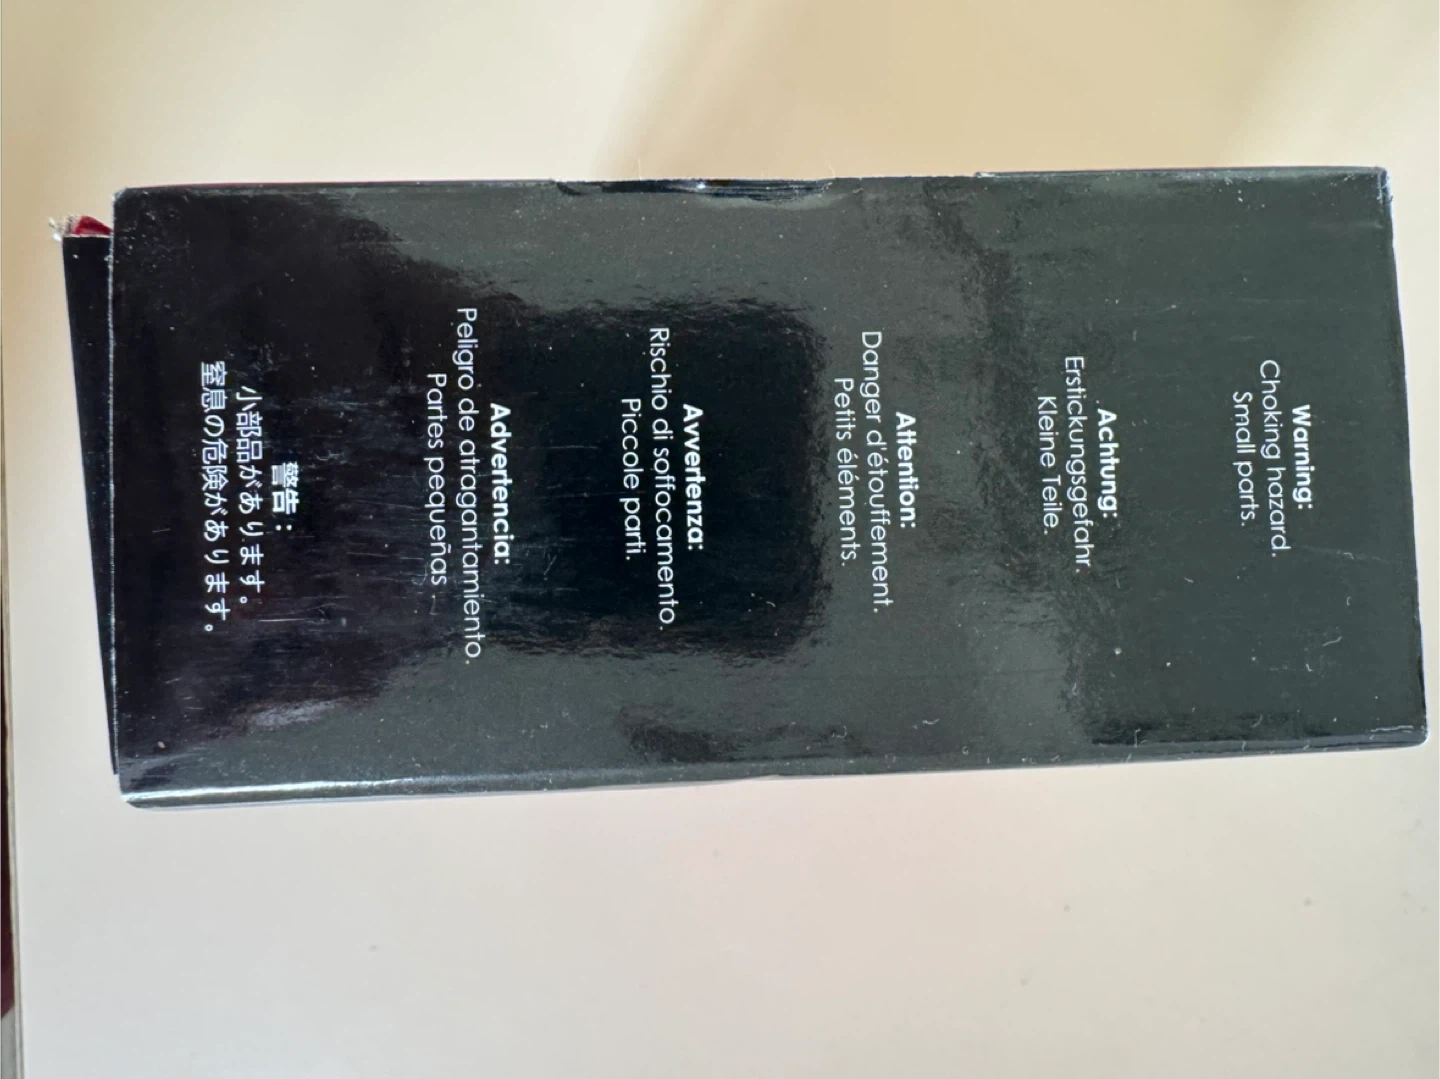 Warning:
Choking hazard.
Small parts.
Achtung:
Erstickungsgefahr.
Kleine Teile.
Attention:
Danger d'étouffement.
Petits éléments.
Avvertenza:
Rischio di soffocamento.
Piccole parti.
Advertencia:
Peligro de atragantamiento.
Partes pequeñas
警告：
小部品があります。
窒息の危険があります。